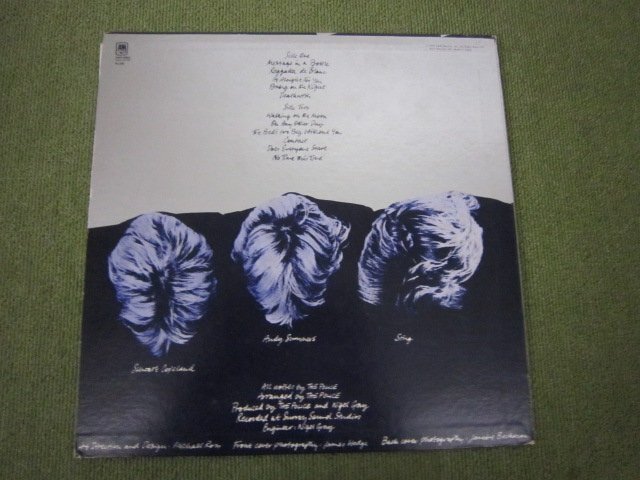 Side One
Message in a Bottle
Reggatta de Blanc
It's Alright for You
Bring on the Night
Deathwish
Side Two
Walking on the Moon
On Any Other Day
The Bed's too Big Without You
Contact
Does Everyone Stare
No Time this Time
Stewart Copeland
Andy Summers
Sting
All noises by THE POLICE
Arranged by THE POLICE
Produced by THE POLICE and Nigel Gray
Recorded at Surrey Sound Studios
Engineer: Nigel Gray
Art Direction and Design · Michael Ross Front cover photography · James Wedge Back cover photography · Janette Beckman